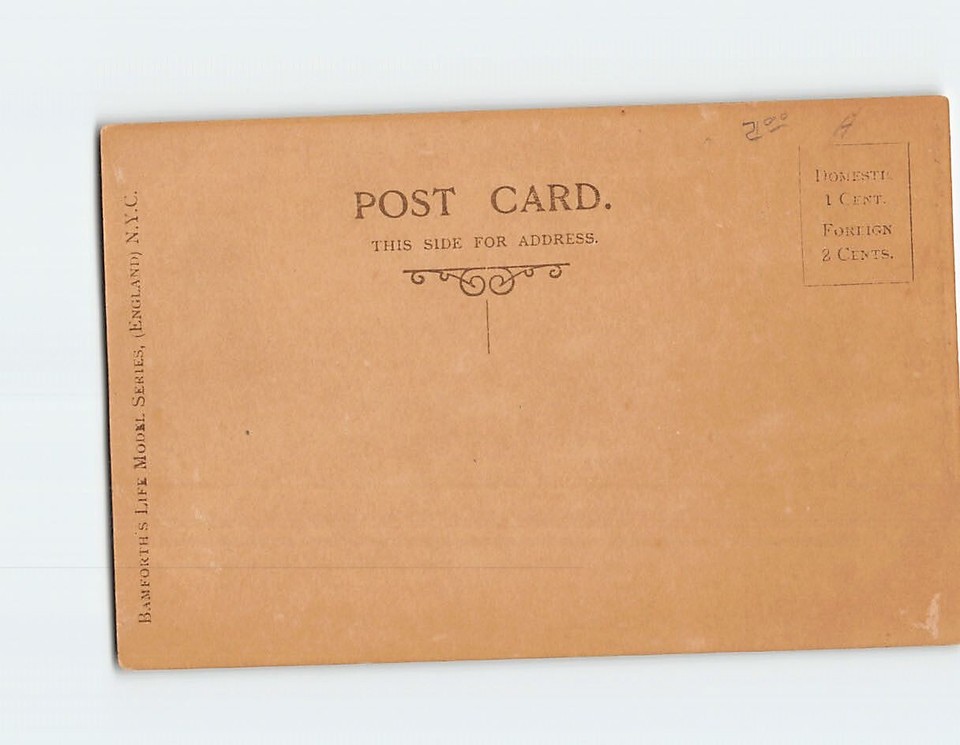 POST CARD.
THIS SIDE FOR ADDRESS.
DOMESTIC
1 CENT.
FOREIGN
2 CENTS.
BAMFORTH'S LIFE MODEL SERIES, (ENGLAND) N.Y.C.